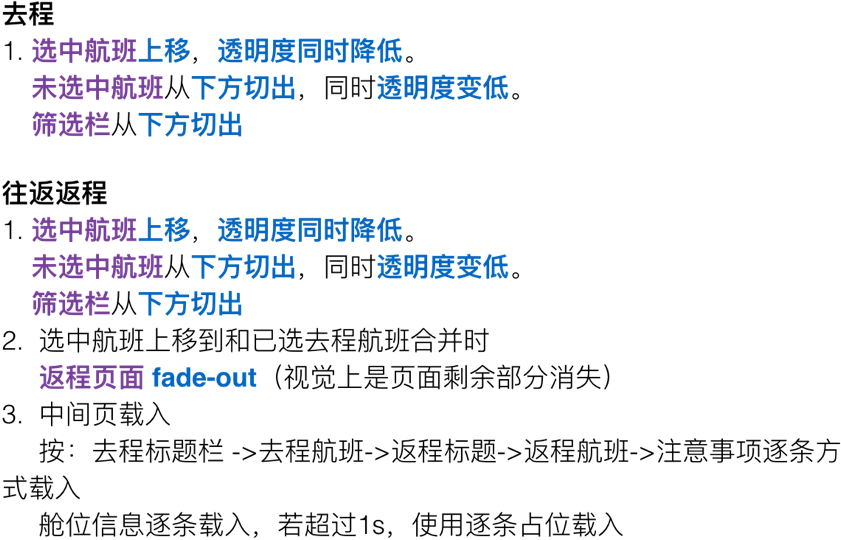 去程
1. 选中航班上移，透明度同时降低。
未选中航班从下方切出，同时透明度变低。
筛选栏从下方切出
往返返程
1. 选中航班上移，透明度同时降低。
未选中航班从下方切出，同时透明度变低。
筛选栏从下方切出
2. 选中航班上移到和已选去程航班合并时
返程页面 fade-out（视觉上是页面剩余部分消失）
3. 中间页载入
按：去程标题栏 ->去程航班->返程标题->返程航班->注意事项逐条方
式载入
舱位信息逐条载入，若超过1s，使用逐条占位载入